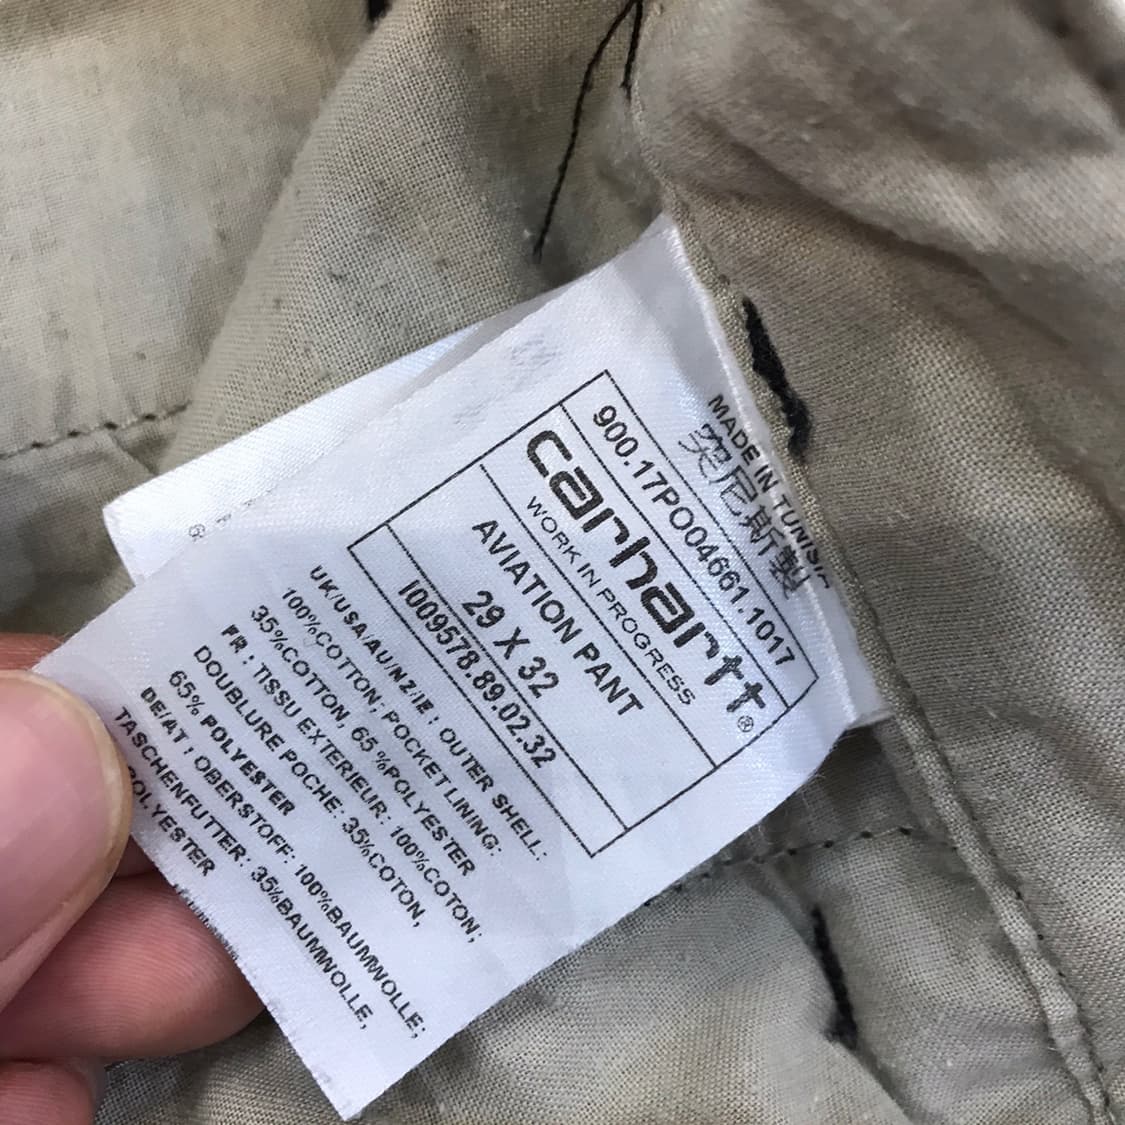 MADE IN TUNISIA
突尼斯製
900.17PO04661.1017
carhartt®
WORK IN PROGRESS
AVIATION PANT
29 X 32
I009578.89.02.32
UK/USA/AU/NZ/IE : OUTER SHELL:
100%COTTON; POCKET LINING:
35%COTTON, 65 %POLYESTER
FR : TISSU EXTERIEUR: 100%COTON;
DOUBLURE POCHE: 35%COTON,
65% POLYESTER
DE/AT : OBERSTOFF: 100%BAUMWOLLE;
TASCHENFUTTER: 35%BAUMWOLLE,
POLYESTER